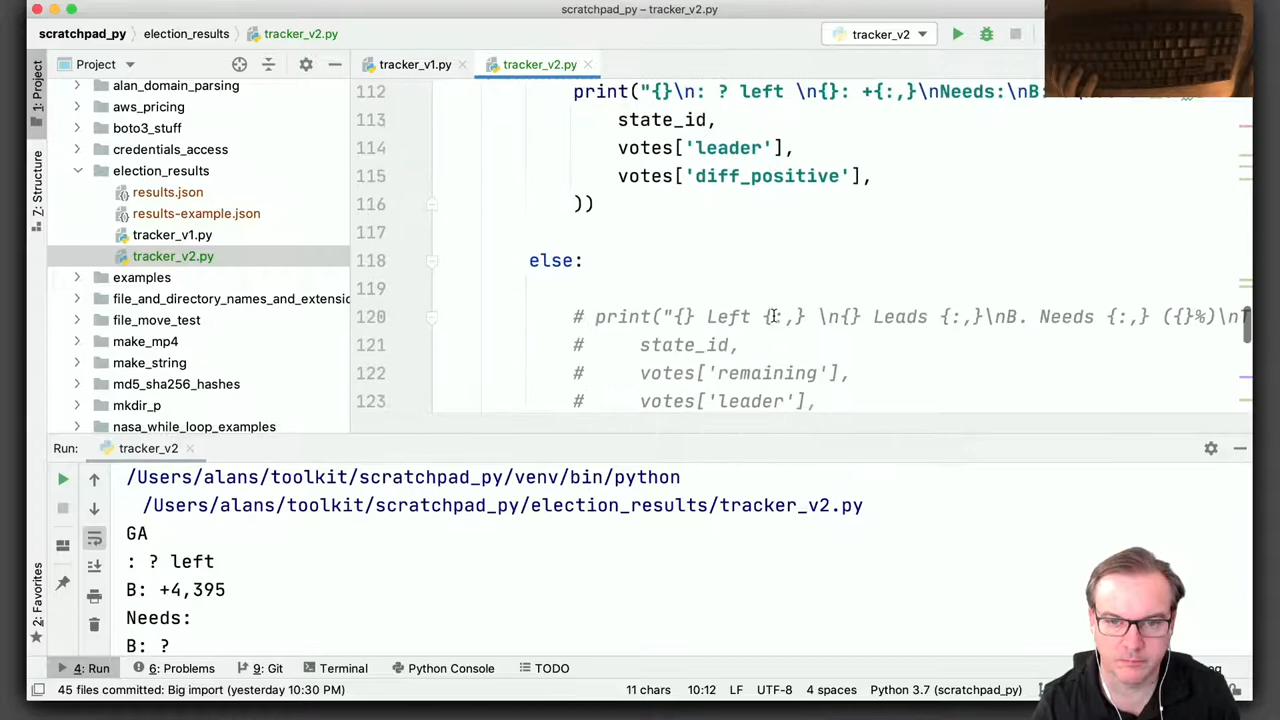 scratchpad_py – tracker_v2.py
scratchpad_py
election_results
tracker_v2.py
tracker_v2
Project
tracker_v1.py
tracker_v2.py
1: Project
Z: Structure
2: Favorites
alan_domain_parsing
aws_pricing
boto3_stuff
credentials_access
election_results
results.json
results-example.json
tracker_v1.py
tracker_v2.py
examples
file_and_directory_names_and_extensio
file_move_test
make_mp4
make_string
md5_sha256_hashes
mkdir_p
nasa_while_loop_examples
112 print("{}\n: ? left \n{}: +{:,}\nNeeds:\nB:
113 state_id,
114 votes['leader'],
115 votes['diff_positive'],
116 ))
117
118 else:
119
120 # print("{} Left {:,} \n{} Leads {:,}\nB. Needs {:,} ({}%)\nT
121 # state_id,
122 # votes['remaining'],
123 # votes['leader'],
Run: tracker_v2
/Users/alans/toolkit/scratchpad_py/venv/bin/python
/Users/alans/toolkit/scratchpad_py/election_results/tracker_v2.py
GA
: ? left
B: +4,395
Needs:
B: ?
4: Run
6: Problems
9: Git
Terminal
Python Console
TODO
45 files committed: Big import (yesterday 10:30 PM)
11 chars
10:12
LF
UTF-8
4 spaces
Python 3.7 (scratchpad_py)